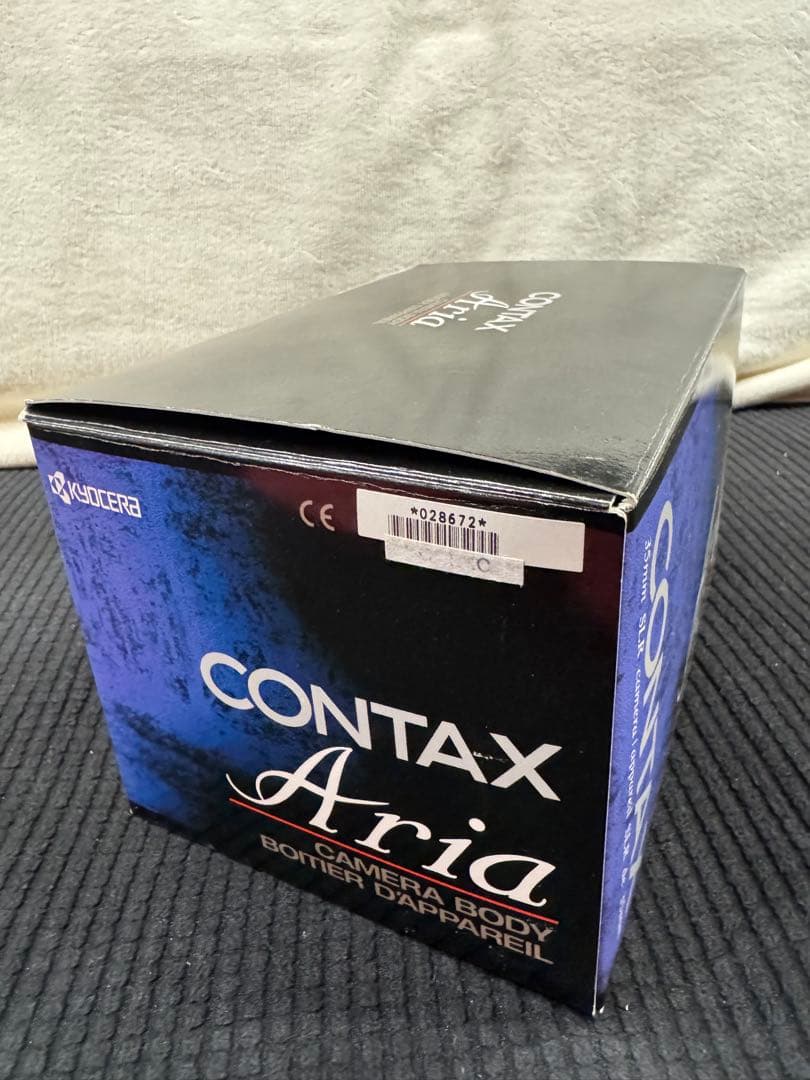 CONTAX
Aria
KYOCERA
CE
*028672*
C
CONTAX
Aria
CAMERA BODY
BOITIER D'APPAREIL
CONTAX
35mm SLR camera